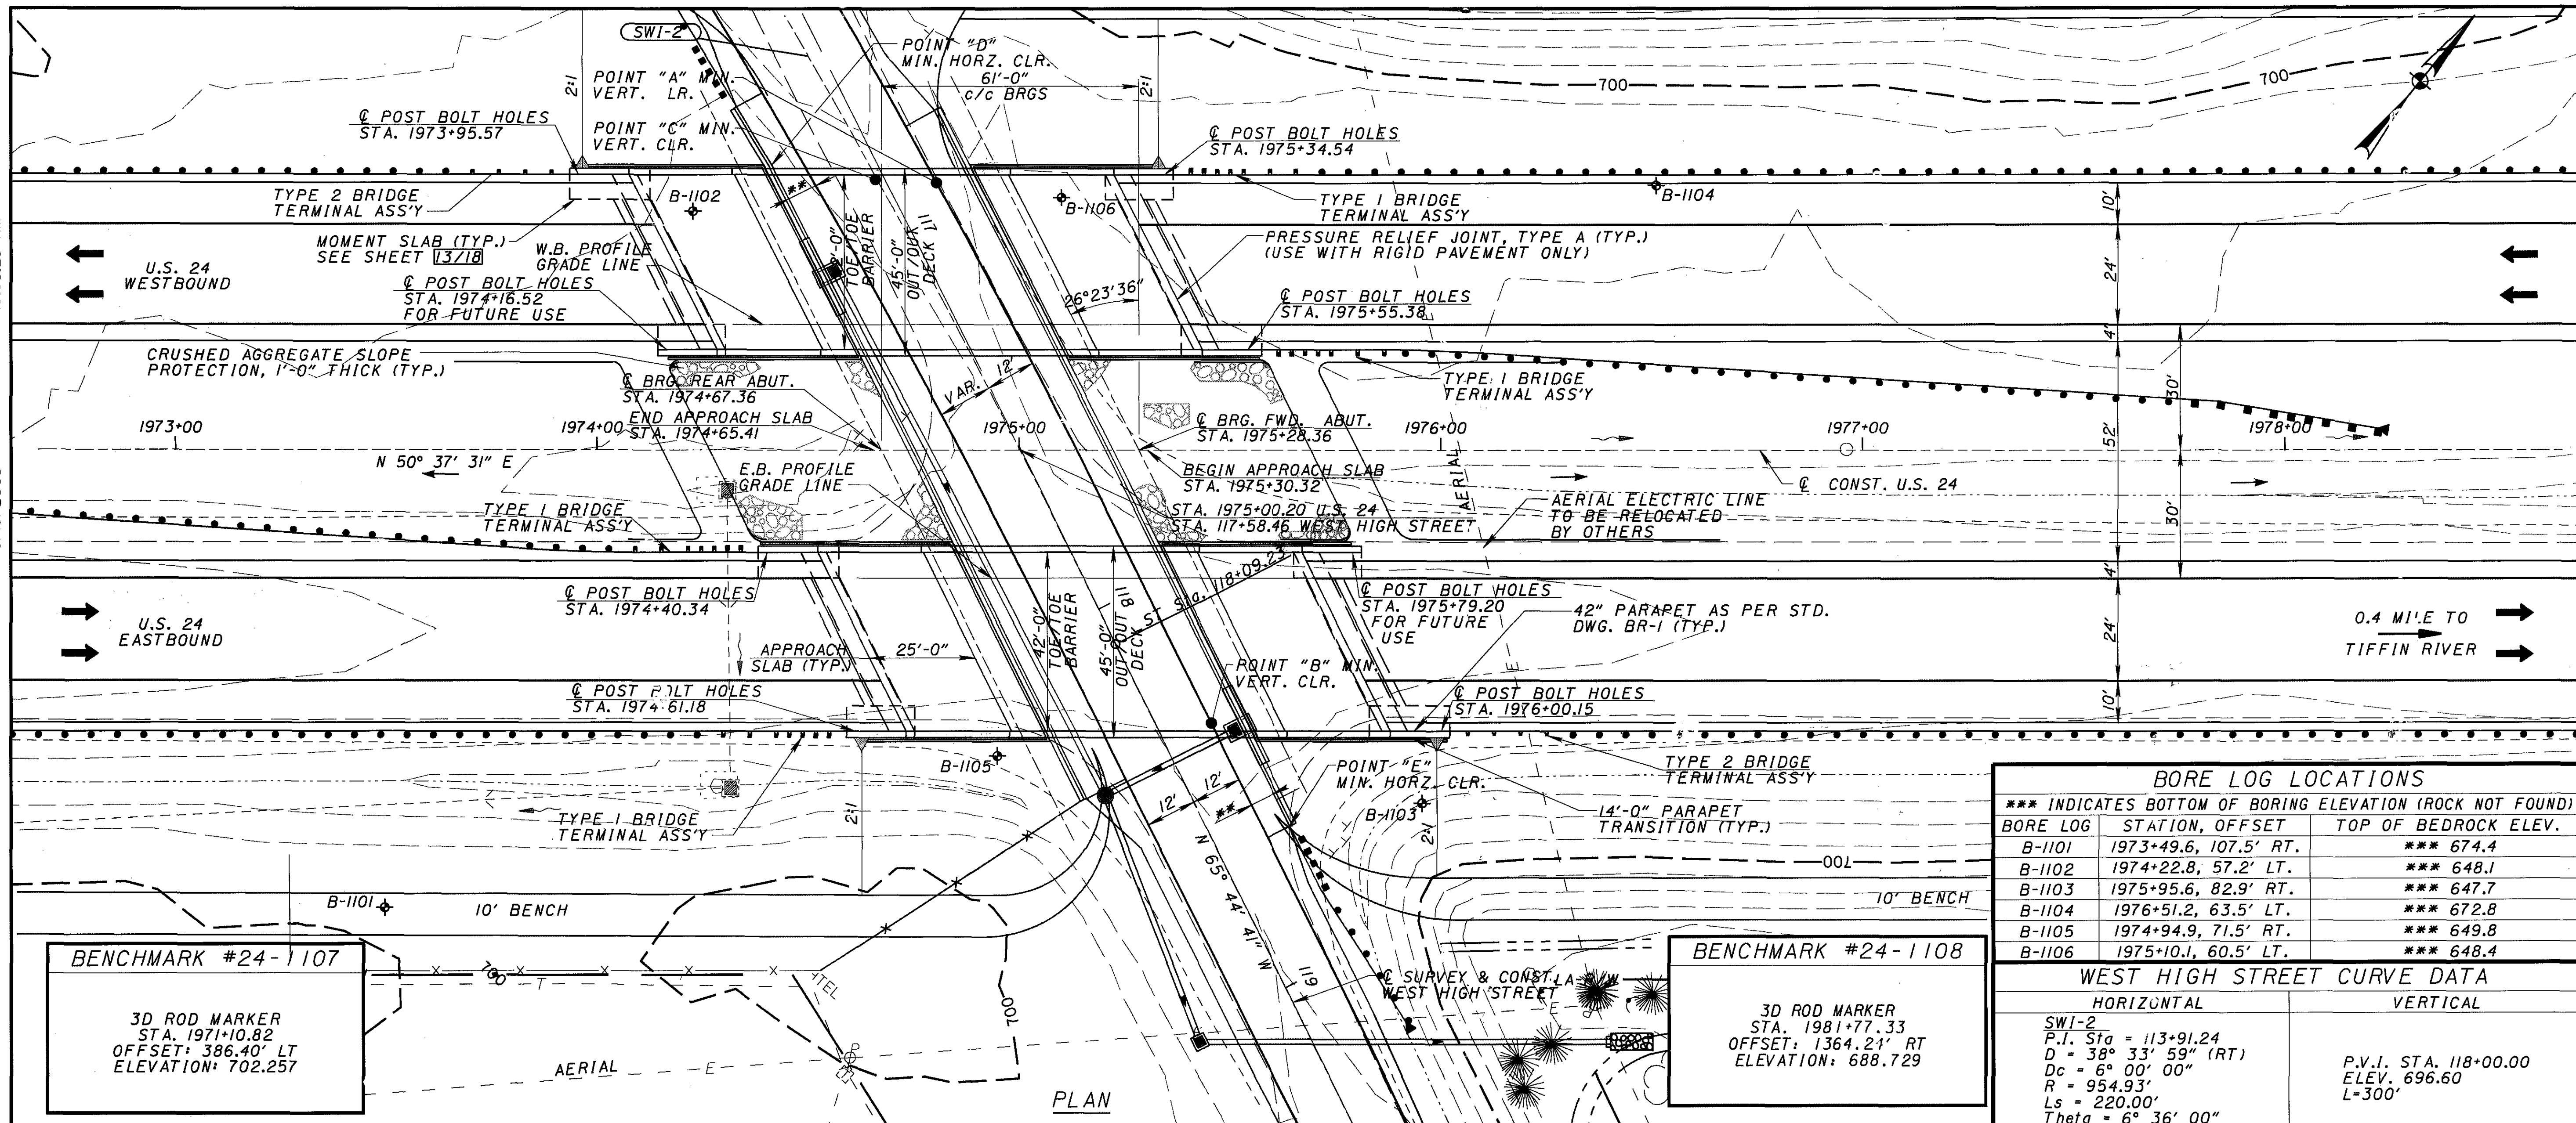 SWI-2
POINT "D"
MIN. HORZ. CLR.
61'-0"
c/c BRGS
POINT "A" MIN.
VERT. LR.
POINT "C" MIN.
VERT. CLR.
2:1
2:1
700
700
℄ POST BOLT HOLES
STA. 1973+95.57
℄ POST BOLT HOLES
STA. 1975+34.54
TYPE 2 BRIDGE
TERMINAL ASS'Y
B-1102
**
B-1106
TYPE 1 BRIDGE
TERMINAL ASS'Y
B-1104
10'
MOMENT SLAB (TYP.)
SEE SHEET 13/18
W.B. PROFILE
GRADE LINE
TOE/TOE
BARRIER
45'-0"
OUT/OUT
DECK
117
PRESSURE RELIEF JOINT, TYPE A (TYP.)
(USE WITH RIGID PAVEMENT ONLY)
U.S. 24
WESTBOUND
24'
℄ POST BOLT HOLES
STA. 1974+16.52
FOR FUTURE USE
26°23'36"
℄ POST BOLT HOLES
STA. 1975+55.38
4'
CRUSHED AGGREGATE SLOPE
PROTECTION, 1'-0" THICK (TYP.)
℄ BRG. REAR ABUT.
STA. 1974+67.36
VAR.
12'
TYPE 1 BRIDGE
TERMINAL ASS'Y
30'
52'
END APPROACH SLAB
STA. 1974+65.41
℄ BRG. FWD. ABUT.
STA. 1975+28.36
1973+00
1974+00
1975+00
1976+00
1977+00
1978+00
N 50° 37' 31" E
E.B. PROFILE
GRADE LINE
BEGIN APPROACH SLAB
STA. 1975+30.32
AERIAL
℄ CONST. U.S. 24
TYPE 1 BRIDGE
TERMINAL ASS'Y
STA. 1975+00.20 U.S. 24
STA. 117+58.46 WEST HIGH STREET
AERIAL ELECTRIC LINE
TO BE RELOCATED
BY OTHERS
30'
ST Sta. 118+09.23
4'
℄ POST BOLT HOLES
STA. 1974+40.34
℄ POST BOLT HOLES
STA. 1975+79.20
FOR FUTURE
USE
42" PARAPET AS PER STD.
DWG. BR-1 (TYP.)
U.S. 24
EASTBOUND
42'-0"
TOE/TOE
BARRIER
45'-0"
OUT/OUT
DECK
118
24'
0.4 MILE TO
TIFFIN RIVER
APPROACH
SLAB (TYP.)
25'-0"
E
POINT "B" MIN.
VERT. CLR.
℄ POST BOLT HOLES
STA. 1974+61.18
℄ POST BOLT HOLES
STA. 1976+00.15
10'
B-1105
12'
12'
**
POINT "E"
MIN. HORZ. CLR.
TYPE 2 BRIDGE
TERMINAL ASS'Y
2:1
B-1103
2:1
14'-0" PARAPET
TRANSITION (TYP.)
TYPE 1 BRIDGE
TERMINAL ASS'Y
N 65° 44' 41" W
700
B-1101
10' BENCH
10' BENCH
119
℄ SURVEY & CONST.
WEST HIGH STREET
700
T
TEL
700
P
AERIAL
E
PLAN
BENCHMARK #24-1107
3D ROD MARKER
STA. 1971+10.82
OFFSET: 386.40' LT
ELEVATION: 702.257
BENCHMARK #24-1108
3D ROD MARKER
STA. 1981+77.33
OFFSET: 1364.21' RT
ELEVATION: 688.729
BORE LOG LOCATIONS
*** INDICATES BOTTOM OF BORING ELEVATION (ROCK NOT FOUND)
BORE LOG STATION, OFFSET TOP OF BEDROCK ELEV.
B-1101 1973+49.6, 107.5' RT. *** 674.4
B-1102 1974+22.8, 57.2' LT. *** 648.1
B-1103 1975+95.6, 82.9' RT. *** 647.7
B-1104 1976+51.2, 63.5' LT. *** 672.8
B-1105 1974+94.9, 71.5' RT. *** 649.8
B-1106 1975+10.1, 60.5' LT. *** 648.4
WEST HIGH STREET CURVE DATA
HORIZONTAL VERTICAL
SWI-2
P.I. Sta = 113+91.24
D = 38° 33' 59" (RT)
Dc = 6° 00' 00"
R = 954.93'
Ls = 220.00'
Theta = 6° 36' 00"
P.V.I. STA. 118+00.00
ELEV. 696.60
L=300'